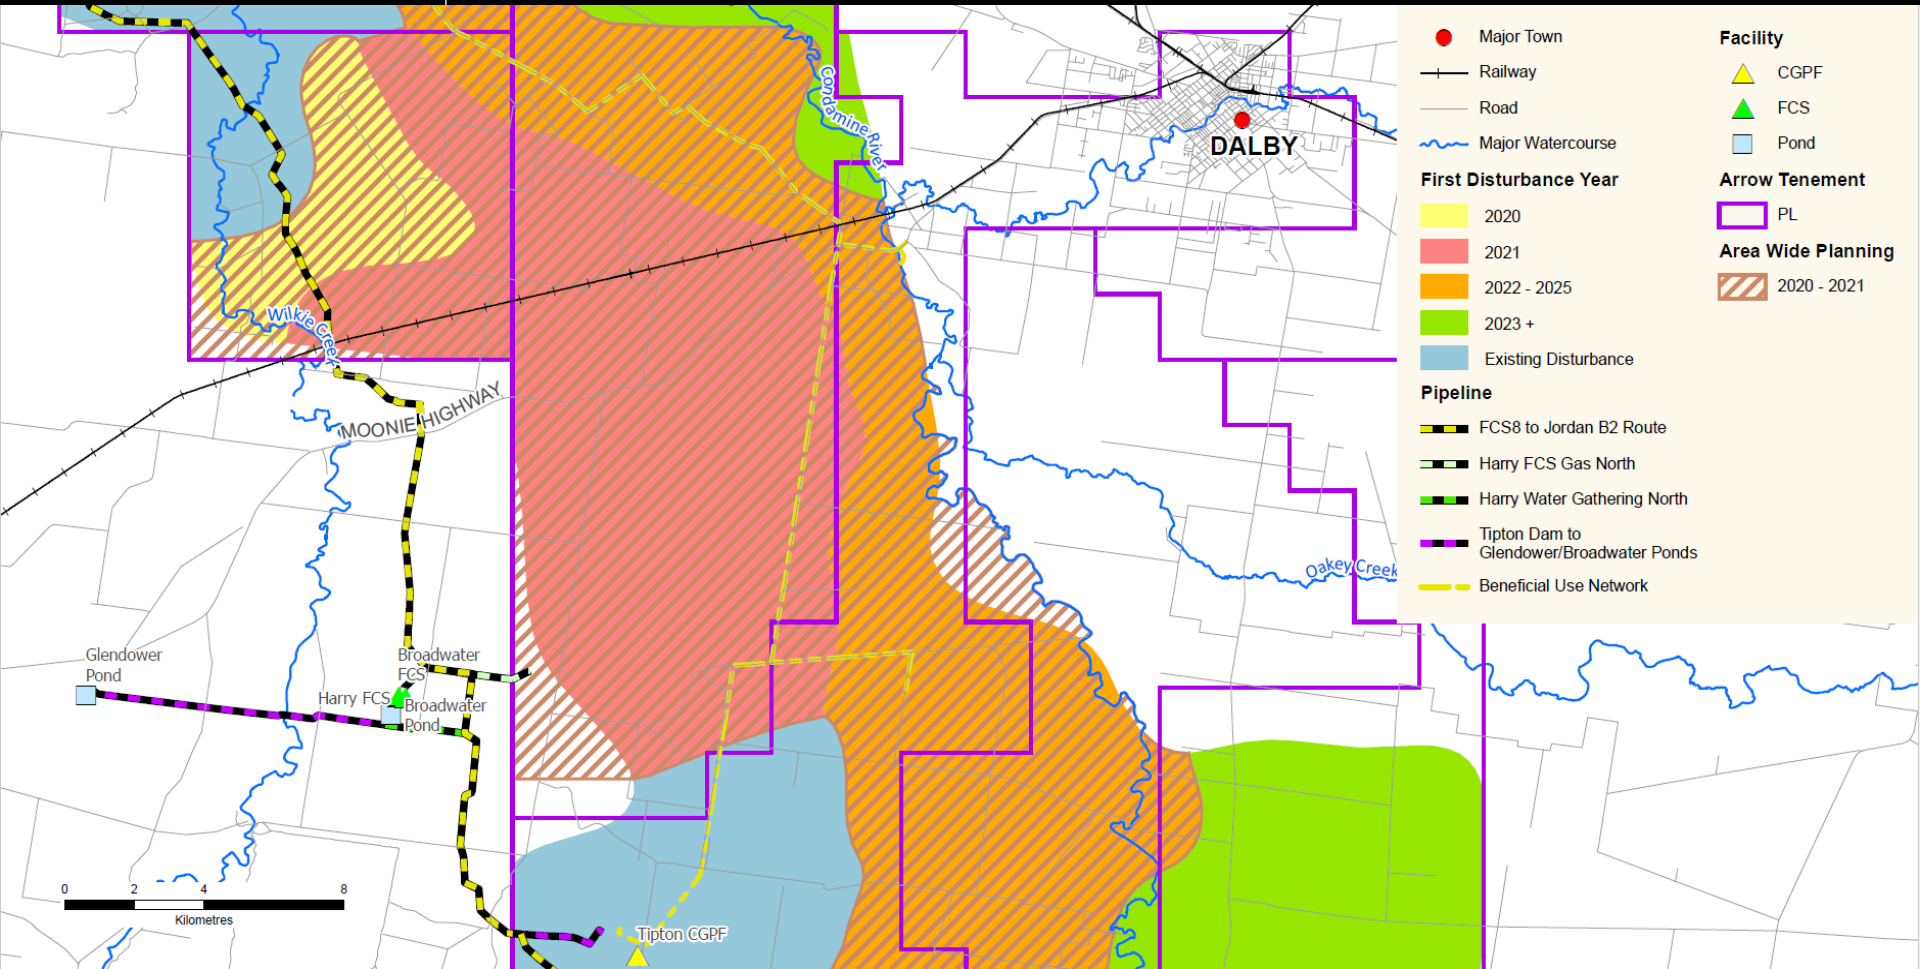 Condamine River
DALBY
Wilkie Creek
MOONIE HIGHWAY
Oakey Creek
Glendower
Pond
Broadwater
FCS
Harry FCS
Broadwater
Pond
Tipton CGPF
0 2 4 8
Kilometres
Major Town
Railway
Road
Major Watercourse
First Disturbance Year
2020
2021
2022 - 2025
2023 +
Existing Disturbance
Pipeline
FCS8 to Jordan B2 Route
Harry FCS Gas North
Harry Water Gathering North
Tipton Dam to
Glendower/Broadwater Ponds
Beneficial Use Network
Facility
CGPF
FCS
Pond
Arrow Tenement
PL
Area Wide Planning
2020 - 2021